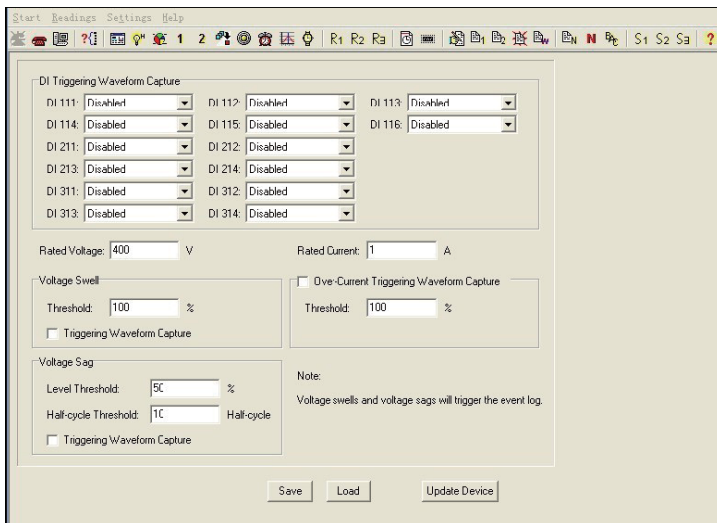 Start Readings Settings Help
?{} 1 2 R1 R2 R3 1 2 W N N S1 S2 S3 ?
DI Triggering Waveform Capture
DI 111: Disabled DI 112: Disabled DI 113: Disabled
DI 114: Disabled DI 115: Disabled DI 116: Disabled
DI 211: Disabled DI 212: Disabled
DI 213: Disabled DI 214: Disabled
DI 311: Disabled DI 312: Disabled
DI 313: Disabled DI 314: Disabled
Rated Voltage: 400 V Rated Current: 1 A
Voltage Swell Over-Current Triggering Waveform Capture
Threshold: 100 % Threshold: 100 %
Triggering Waveform Capture
Voltage Sag
Note:
Level Threshold: 50 %
Voltage swells and voltage sags will trigger the event log.
Half-cycle Threshold: 10 Half-cycle
Triggering Waveform Capture
Save Load Update Device